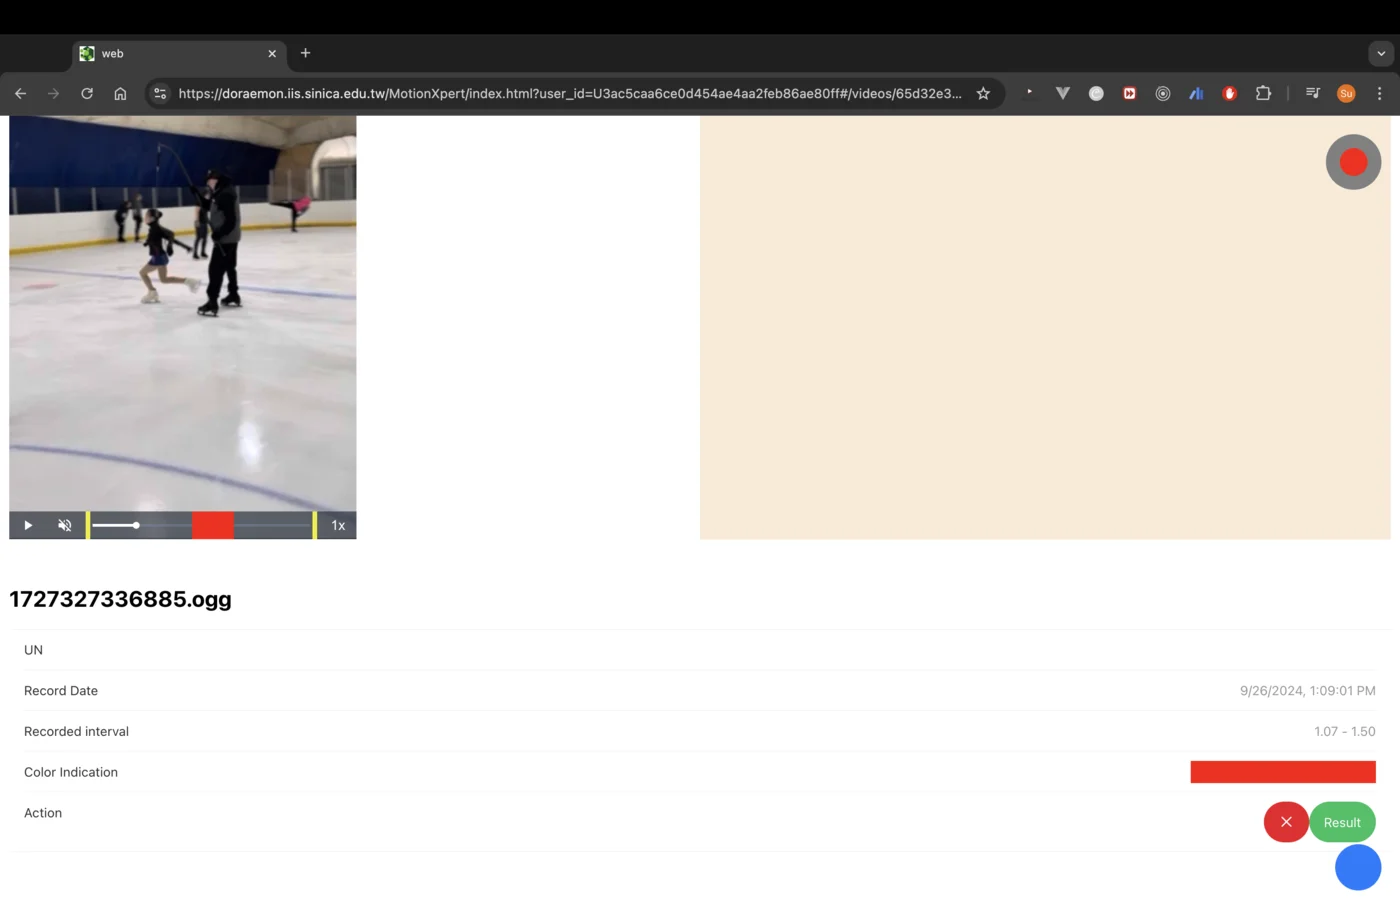 web
https://doraemon.iis.sinica.edu.tw/MotionXpert/index.html?user_id=U3ac5caa6ce0d454ae4aa2feb86ae80ff#/videos/65d32e3...
Su
1x
1727327336885.ogg
UN
Record Date 9/26/2024, 1:09:01 PM
Recorded interval 1.07 - 1.50
Color Indication
Action
Result